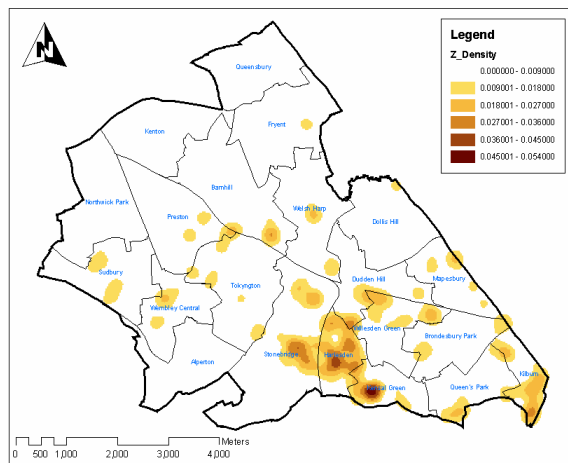 N
Legend
Z_Density
0.000000 - 0.009000
0.009001 - 0.018000
0.018001 - 0.027000
0.027001 - 0.036000
0.036001 - 0.045000
0.045001 - 0.054000
Queensbury
Kenton
Fryent
Barnhill
Northwick Park
Preston
Welsh Harp
Dollis Hill
Sudbury
Tokyngton
Dudden Hill
Mapesbury
Wembley Central
Willesden Green
Brondesbury Park
Stonebridge
Harlesden
Alperton
Kensal Green
Queen's Park
Kilburn
Meters
0 500 1,000 2,000 3,000 4,000